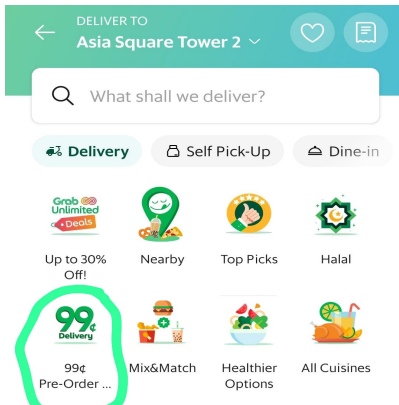 DELIVER TO
Asia Square Tower 2
What shall we deliver?
Delivery
Self Pick-Up
Dine-in
Grab
Unlimited
Deals
Up to 30%
Off!
Nearby
Top Picks
Halal
99¢
Delivery
99¢
Pre-Order ...
Mix&Match
Healthier
Options
All Cuisines